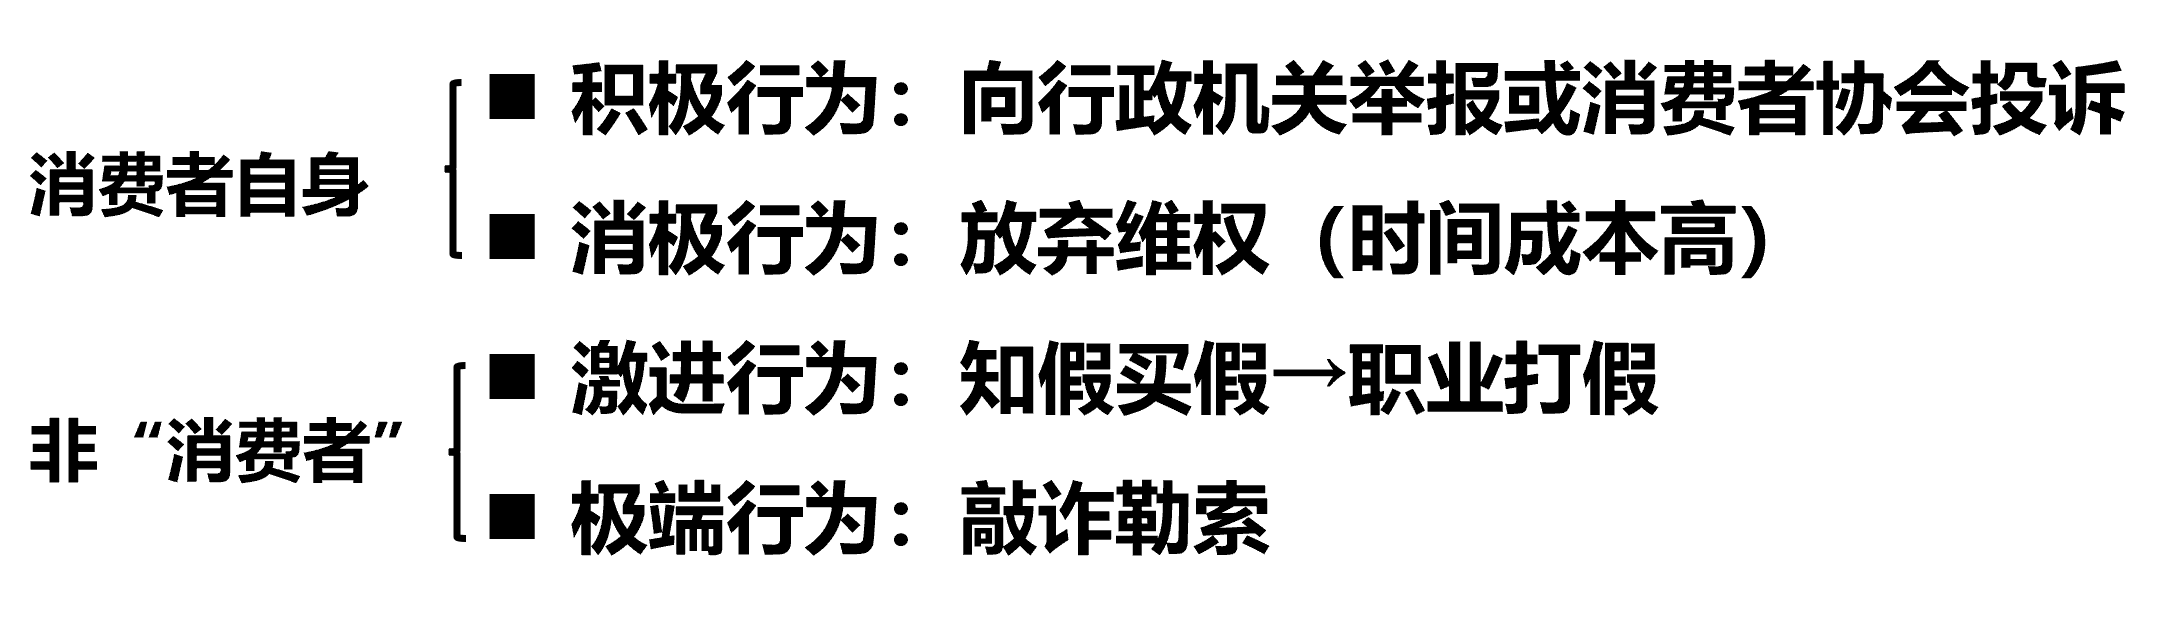 消费者自身
■ 积极行为：向行政机关举报或消费者协会投诉
■ 消极行为：放弃维权（时间成本高）
非“消费者”
■ 激进行为：知假买假→职业打假
■ 极端行为：敲诈勒索